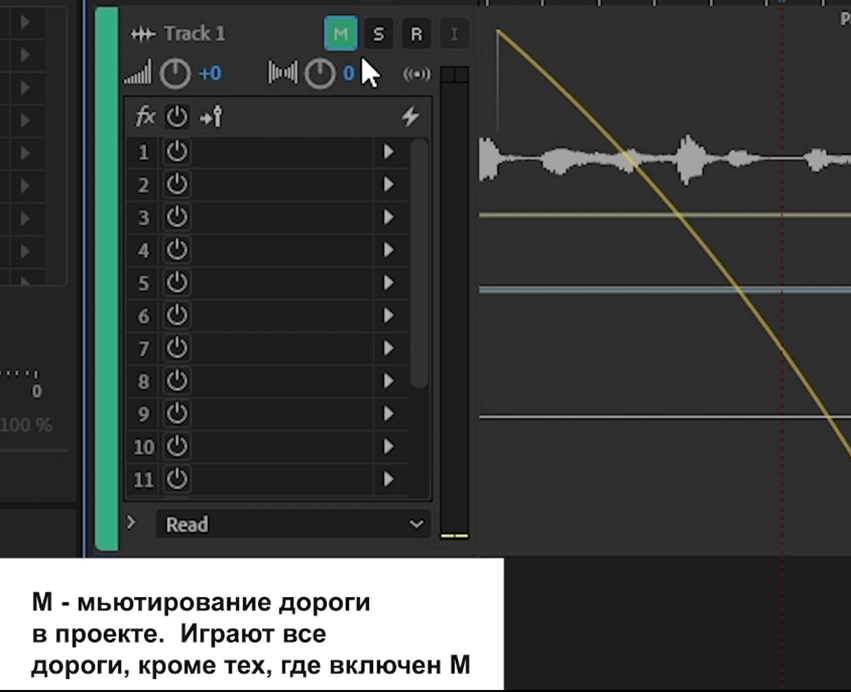 Track 1 M S R I
+0 0
fx
1
2
3
4
5
6
7
8
9
10
11
0
100 %
Read
М - мьютирование дороги
в проекте. Играют все
дороги, кроме тех, где включен М